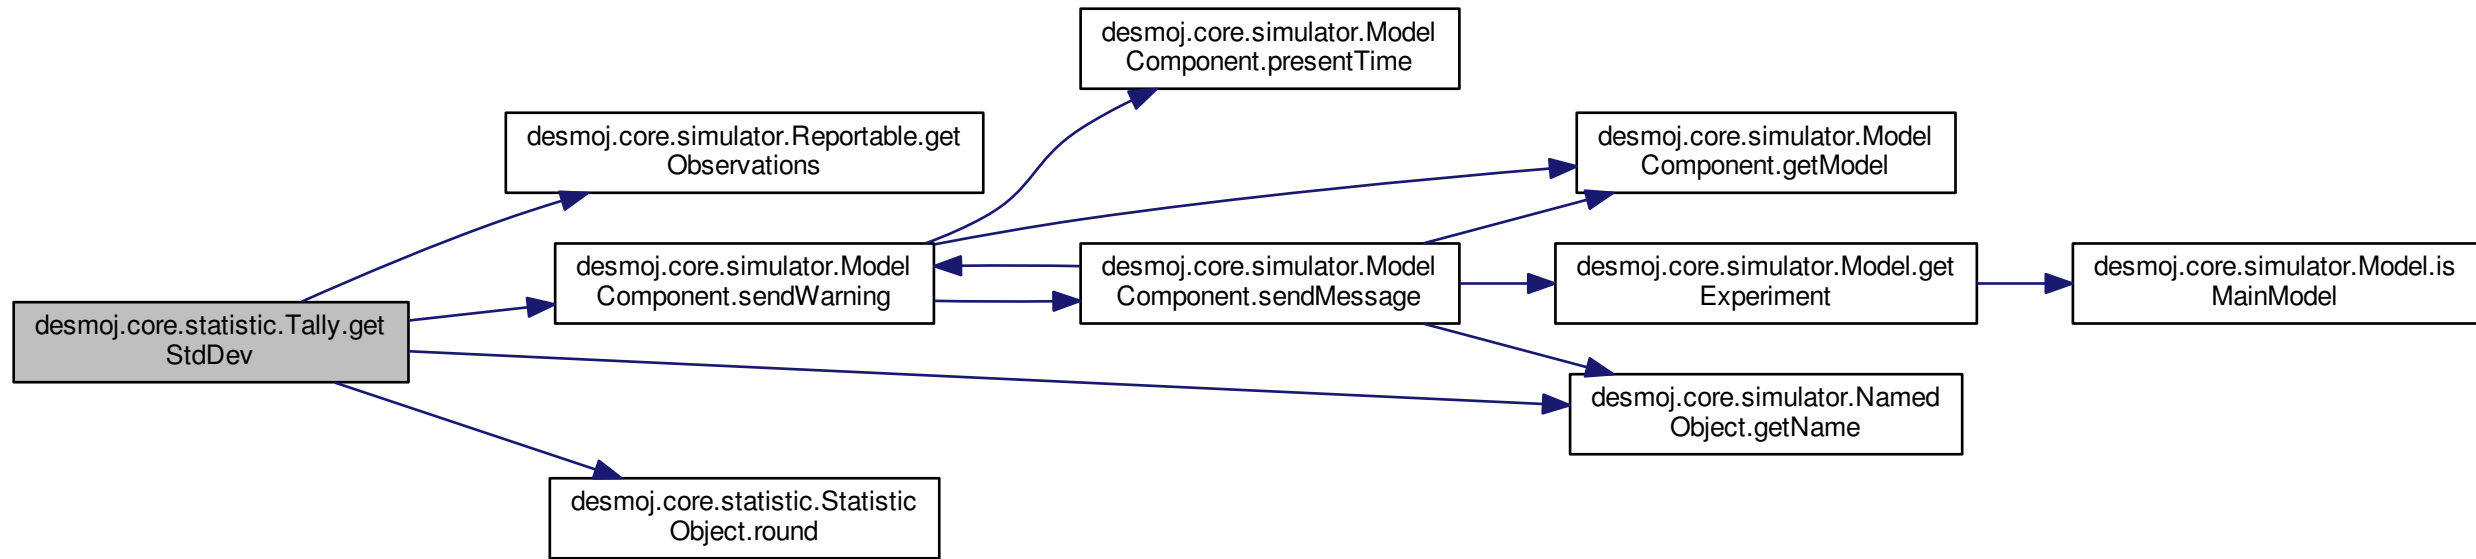 desmoj.core.simulator.Model
Component.presentTime
desmoj.core.simulator.Reportable.get
Observations
desmoj.core.simulator.Model
Component.getModel
desmoj.core.simulator.Model
Component.sendWarning
desmoj.core.simulator.Model
Component.sendMessage
desmoj.core.simulator.Model.get
Experiment
desmoj.core.simulator.Model.is
MainModel
desmoj.core.statistic.Tally.get
StdDev
desmoj.core.simulator.Named
Object.getName
desmoj.core.statistic.Statistic
Object.round